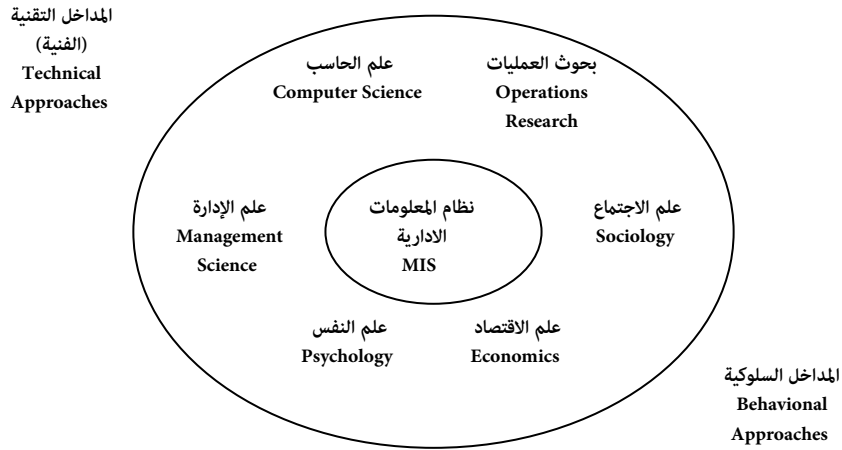 المداخل التقنية
(الفنية)
Technical
Approaches
علم الحاسب
Computer Science
بحوث العمليات
Operations
Research
علم الإدارة
Management
Science
نظام المعلومات
الادارية
MIS
علم الاجتماع
Sociology
علم النفس
Psychology
علم الاقتصاد
Economics
المداخل السلوكية
Behavional
Approaches